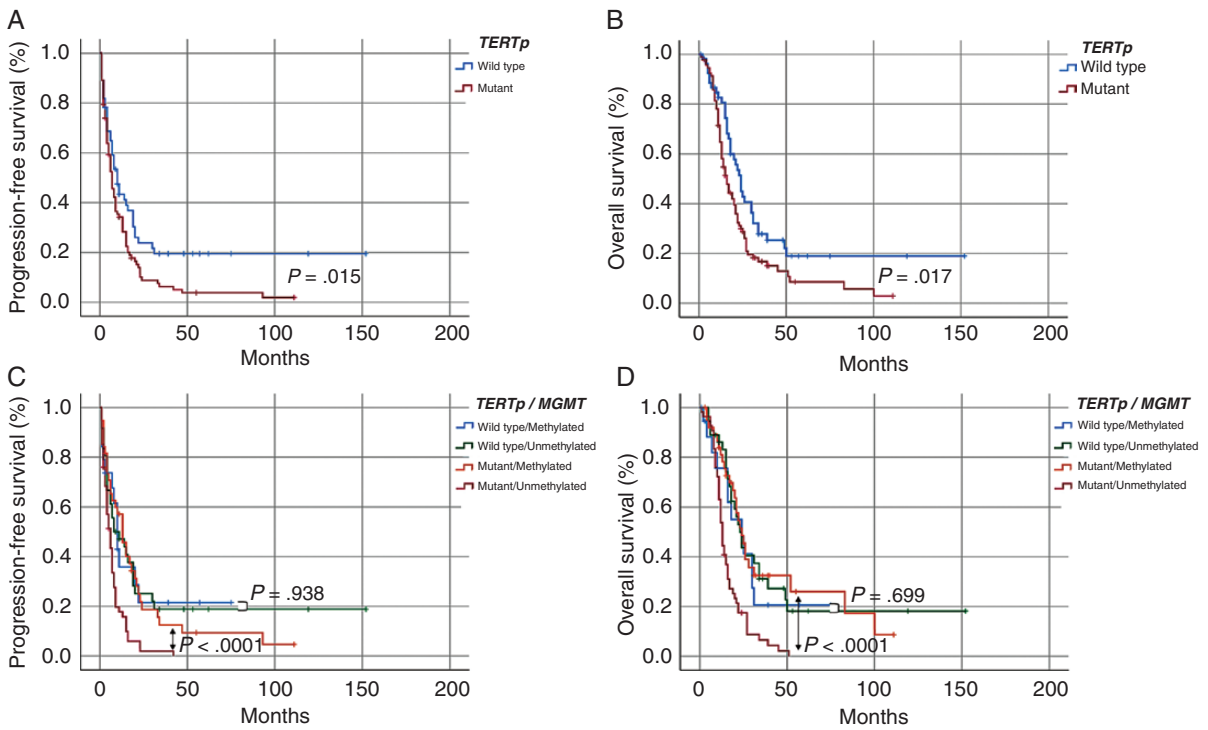 A
Progression-free survival (%)
1.0
0.8
0.6
0.4
0.2
0.0
0 50 100 150 200
Months
TERTp
Wild type
Mutant
P = .015
B
Overall survival (%)
1.0
0.8
0.6
0.4
0.2
0.0
0 50 100 150 200
Months
TERTp
Wild type
Mutant
P = .017
C
Progression-free survival (%)
1.0
0.8
0.6
0.4
0.2
0.0
0 50 100 150 200
Months
TERTp / MGMT
Wild type/Methylated
Wild type/Unmethylated
Mutant/Methylated
Mutant/Unmethylated
P = .938
P < .0001
D
Overall survival (%)
1.0
0.8
0.6
0.4
0.2
0.0
0 50 100 150 200
Months
TERTp / MGMT
Wild type/Methylated
Wild type/Unmethylated
Mutant/Methylated
Mutant/Unmethylated
P = .699
P < .0001